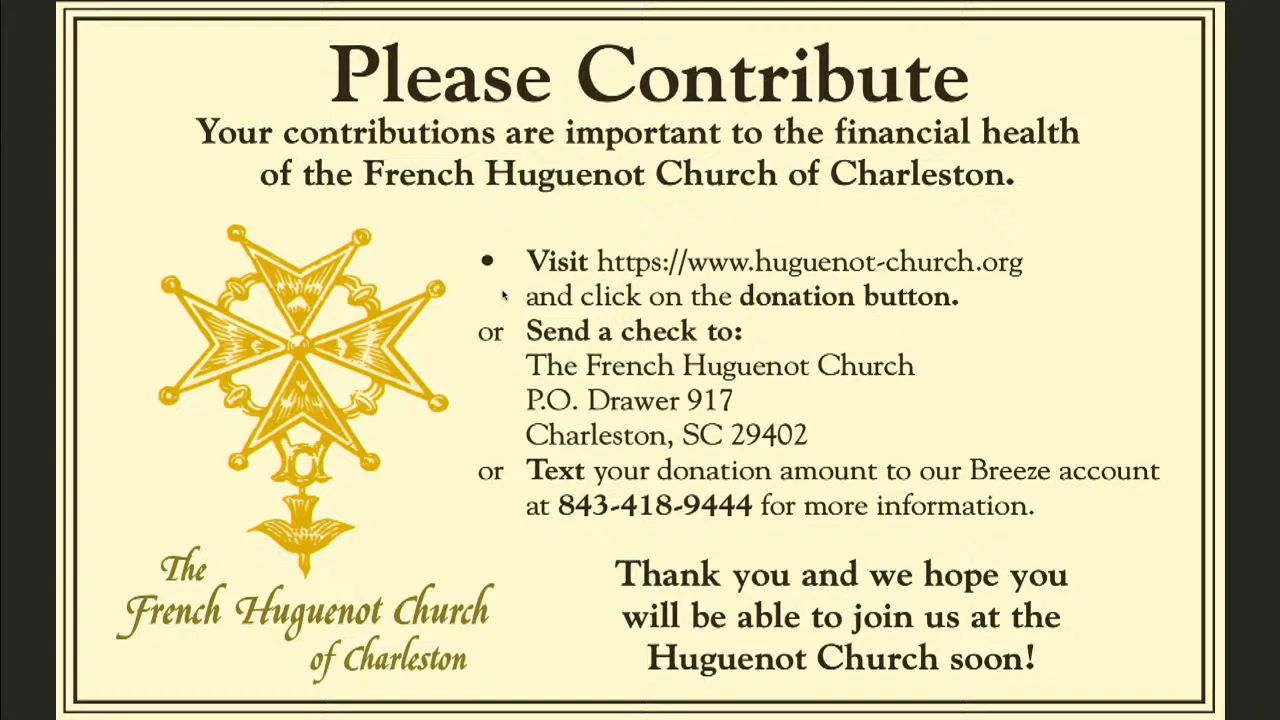 Please Contribute
Your contributions are important to the financial health
of the French Huguenot Church of Charleston.
• Visit https://www.huguenot-church.org
and click on the donation button.
or Send a check to:
The French Huguenot Church
P.O. Drawer 917
Charleston, SC 29402
or Text your donation amount to our Breeze account
at 843-418-9444 for more information.
The
French Huguenot Church
of Charleston
Thank you and we hope you
will be able to join us at the
Huguenot Church soon!